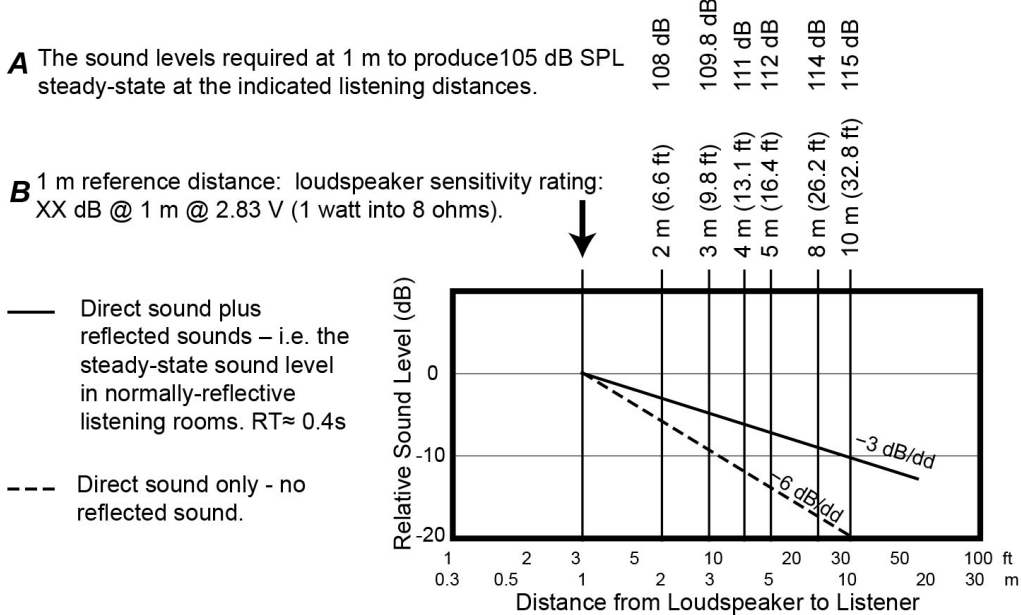 A The sound levels required at 1 m to produce105 dB SPL
steady-state at the indicated listening distances.
108 dB
109.8 dB
111 dB
112 dB
114 dB
115 dB
B 1 m reference distance: loudspeaker sensitivity rating:
XX dB @ 1 m @ 2.83 V (1 watt into 8 ohms).
2 m (6.6 ft)
3 m (9.8 ft)
4 m (13.1 ft)
5 m (16.4 ft)
8 m (26.2 ft)
10 m (32.8 ft)
Direct sound plus
reflected sounds – i.e. the
steady-state sound level
in normally-reflective
listening rooms. RT≈ 0.4s
Direct sound only - no
reflected sound.
Relative Sound Level (dB)
0
-10
-20
−3 dB/dd
−6 dB/dd
1 2 3 5 10 20 30 50 100 ft
0.3 0.5 1 2 3 5 10 20 30 m
Distance from Loudspeaker to Listener